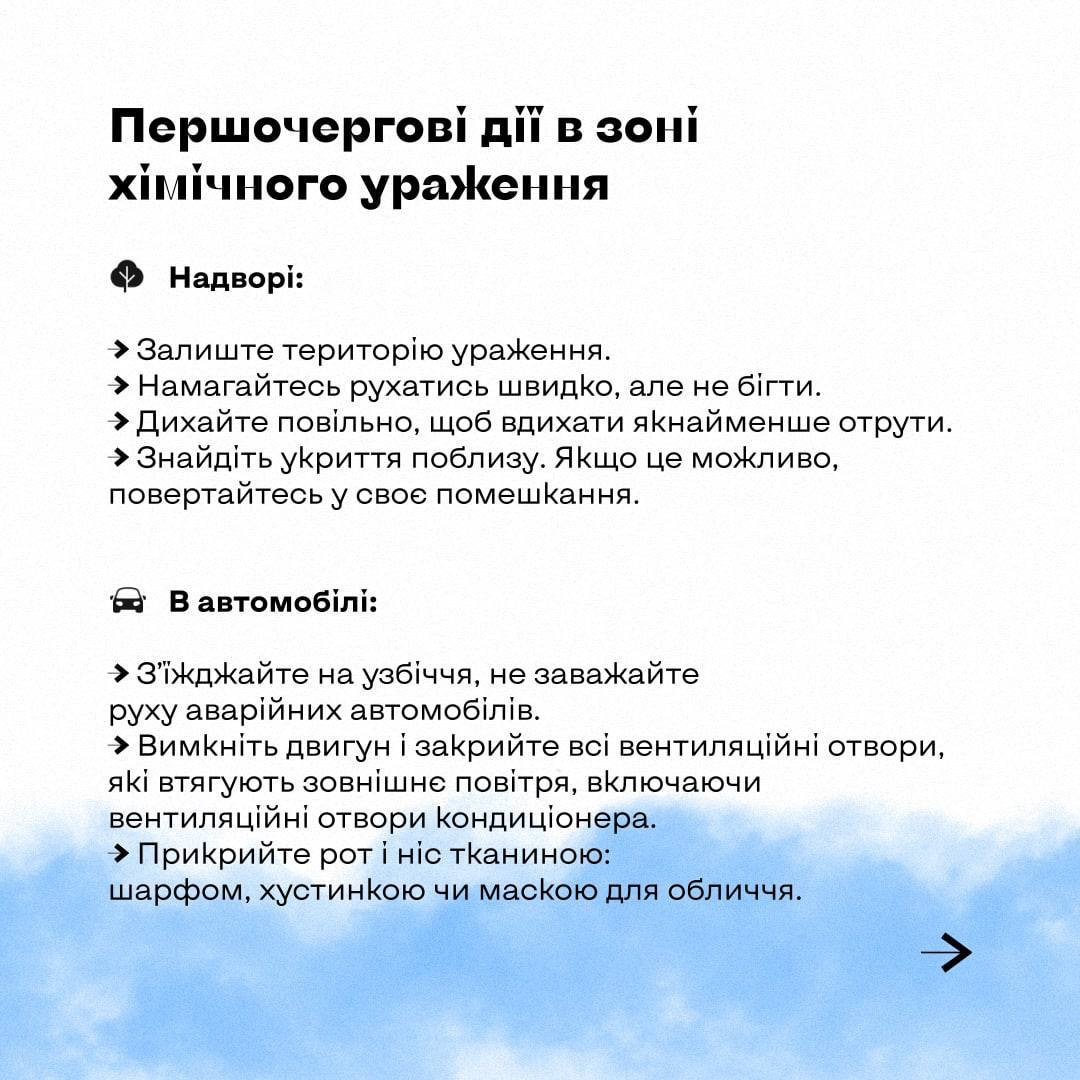 Першочергові дії в зоні
хімічного ураження
Надворі:
→ Залиште територію ураження.
→ Намагайтесь рухатись швидко, але не бігти.
→ Дихайте повільно, щоб вдихати якнайменше отрути.
→ Знайдіть укриття поблизу. Якщо це можливо,
повертайтесь у своє помешкання.
В автомобілі:
→ З’їжджайте на узбіччя, не заважайте
руху аварійних автомобілів.
→ Вимкніть двигун і закрийте всі вентиляційні отвори,
які втягують зовнішнє повітря, включаючи
вентиляційні отвори кондиціонера.
→ Прикрийте рот і ніс тканиною:
шарфом, хустинкою чи маскою для обличчя.
→